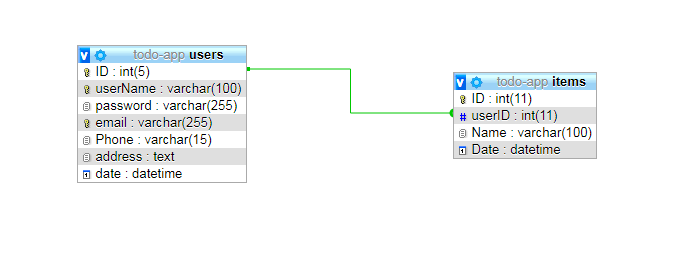 todo-app users
ID : int(5)
userName : varchar(100)
password : varchar(255)
email : varchar(255)
Phone : varchar(15)
address : text
date : datetime
todo-app items
ID : int(11)
# userID : int(11)
Name : varchar(100)
Date : datetime